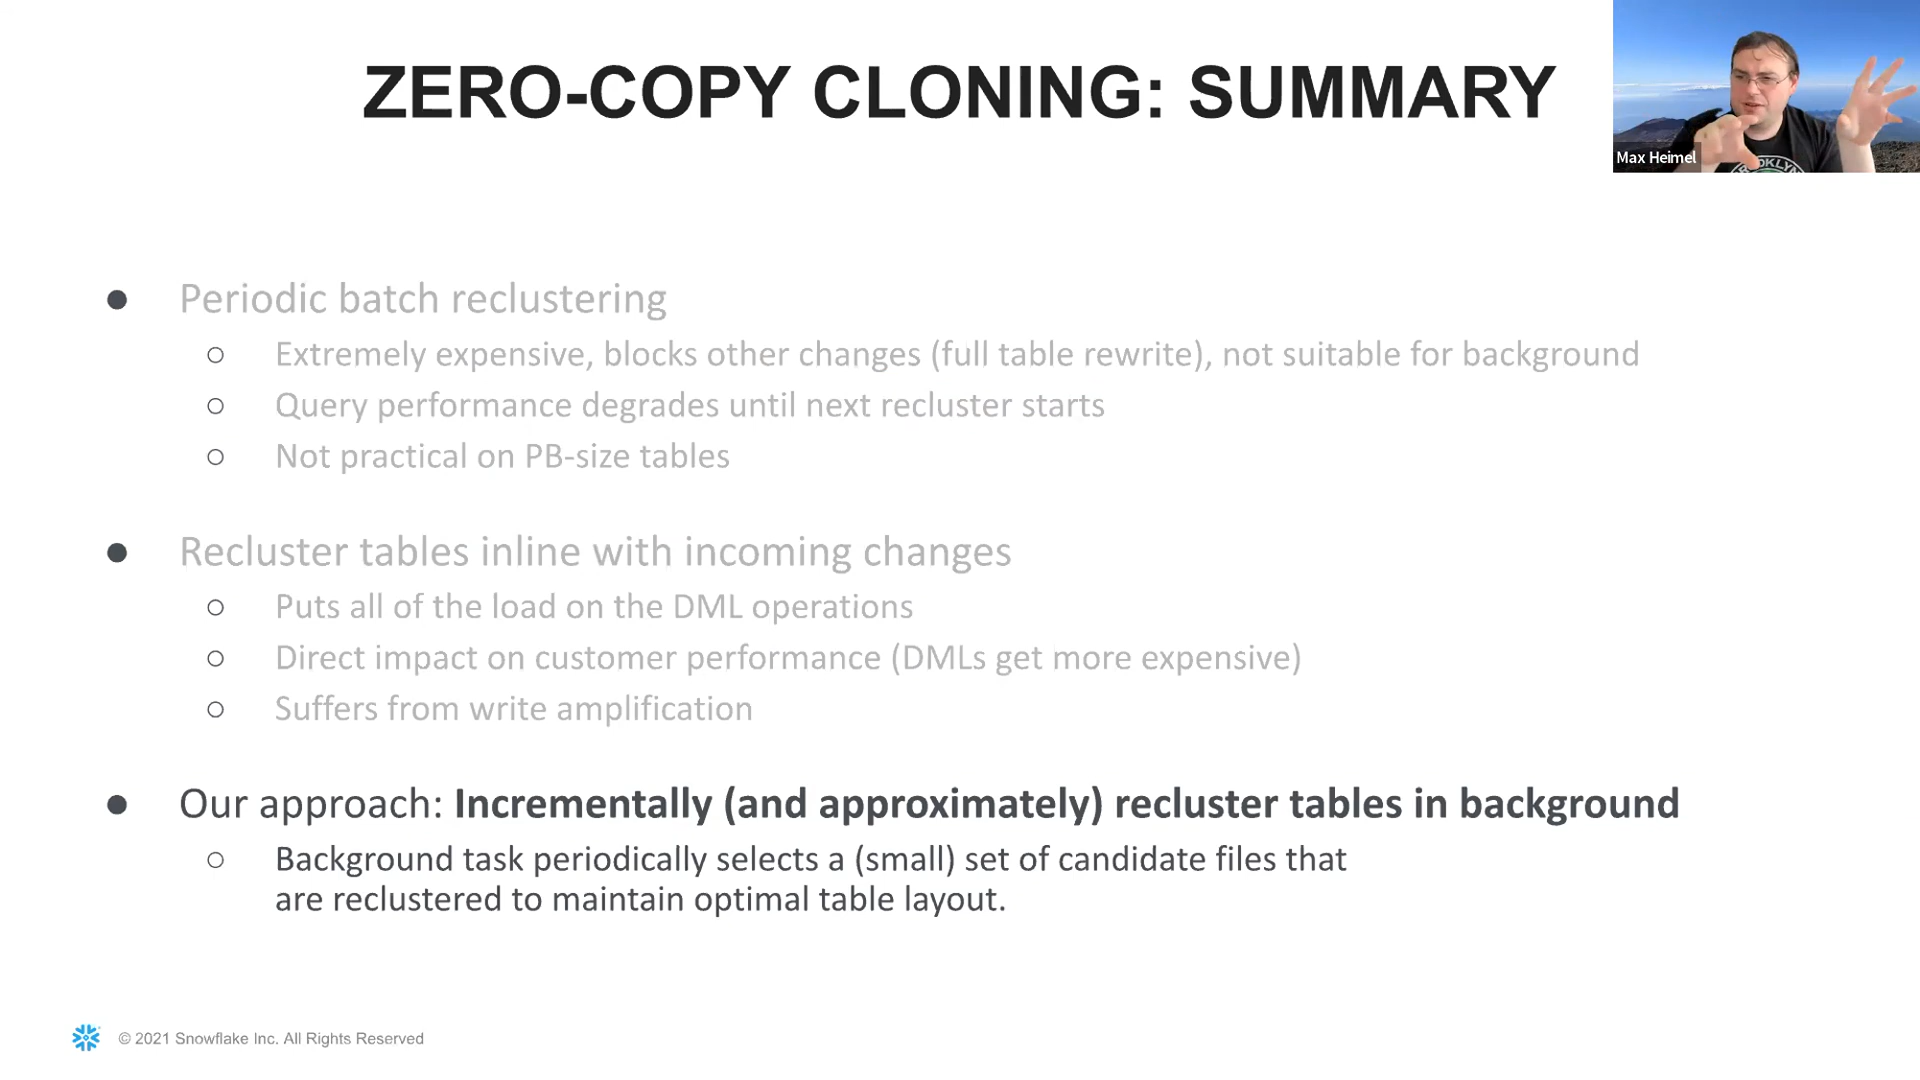 ZERO-COPY CLONING: SUMMARY
Max Heimel
● Periodic batch reclustering
○ Extremely expensive, blocks other changes (full table rewrite), not suitable for background
○ Query performance degrades until next recluster starts
○ Not practical on PB-size tables
● Recluster tables inline with incoming changes
○ Puts all of the load on the DML operations
○ Direct impact on customer performance (DMLs get more expensive)
○ Suffers from write amplification
● Our approach: Incrementally (and approximately) recluster tables in background
○ Background task periodically selects a (small) set of candidate files that
are reclustered to maintain optimal table layout.
© 2021 Snowflake Inc. All Rights Reserved